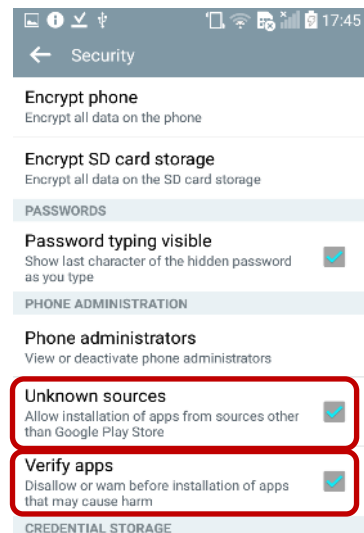 17:45
Security
Encrypt phone
Encrypt all data on the phone
Encrypt SD card storage
Encrypt all data on the SD card storage
PASSWORDS
Password typing visible
Show last character of the hidden password
as you type
PHONE ADMINISTRATION
Phone administrators
View or deactivate phone administrators
Unknown sources
Allow installation of apps from sources other
than Google Play Store
Verify apps
Disallow or warn before installation of apps
that may cause harm
CREDENTIAL STORAGE